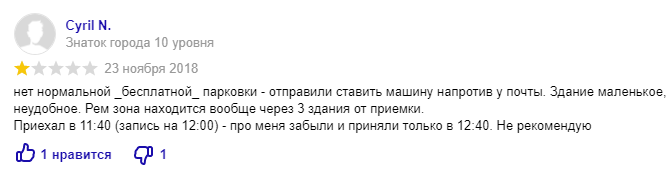 Cyril N.
Знаток города 10 уровня
23 ноября 2018
нет нормальной _бесплатной_ парковки - отправили ставить машину напротив у почты. Здание маленькое,
неудобное. Рем зона находится вообще через 3 здания от приемки.
Приехал в 11:40 (запись на 12:00) - про меня забыли и приняли только в 12:40. Не рекомендую
1 нравится 1